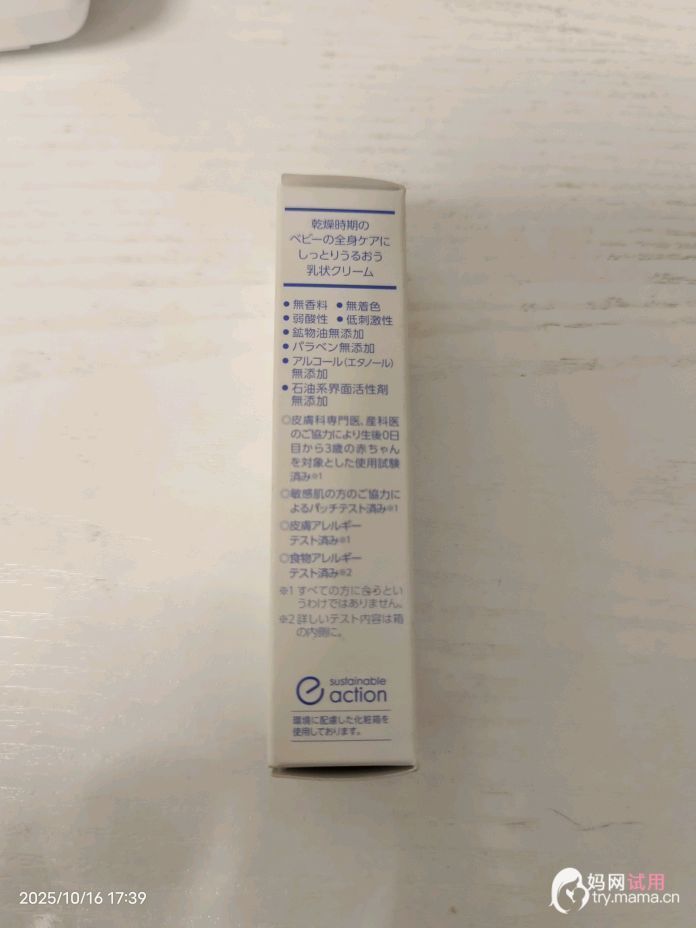 乾燥時期の
ベビーの全身ケアに
しっとりうるおう
乳状クリーム
●無香料 ●無着色
●弱酸性 ●低刺激性
●鉱物油無添加
●パラベン無添加
●アルコール(エタノール)
無添加
●石油系界面活性剤
無添加
◎皮膚科専門医、産科医
のご協力により生後0日
目から3歳の赤ちゃん
を対象とした使用試験
済み※1
◎敏感肌の方のご協力に
よるパッチテスト済み※1
◎皮膚アレルギー
テスト済み※1
◎食物アレルギー
テスト済み※2
※1 すべての方に合うとい
うわけではありません。
※2 詳しいテスト内容は箱
の内側に。
sustainable
action
環境に配慮した化粧箱を
使用しております。
2025/10/16 17:39
妈网试用
try.mama.cn